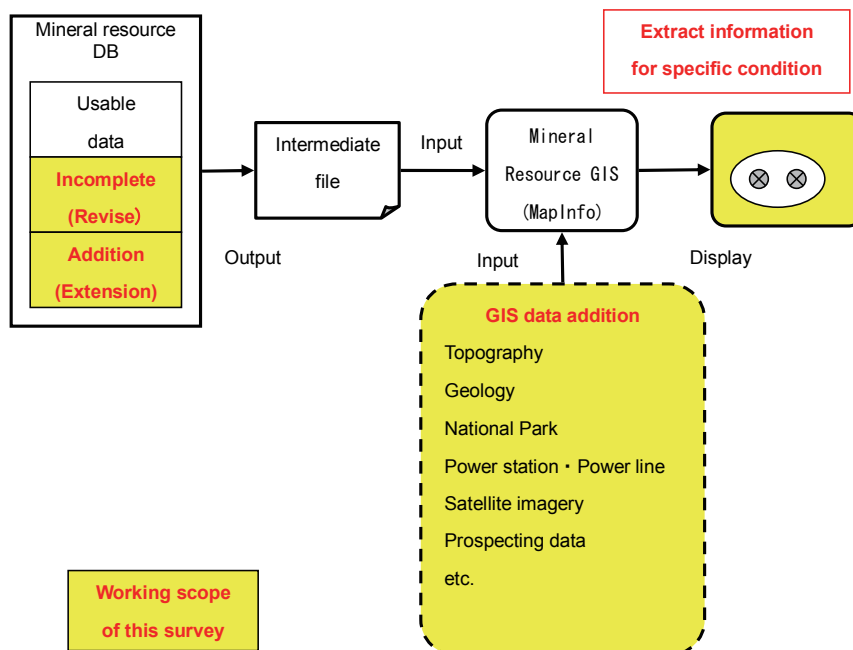 Mineral resource
DB
Usable
data
Incomplete
(Revise)
Addition
(Extension)
Output
Intermediate
file
Input
Mineral
Resource GIS
(MapInfo)
Input
Extract information
for specific condition
Display
GIS data addition
Topography
Geology
National Park
Power station・Power line
Satellite imagery
Prospecting data
etc.
Working scope
of this survey